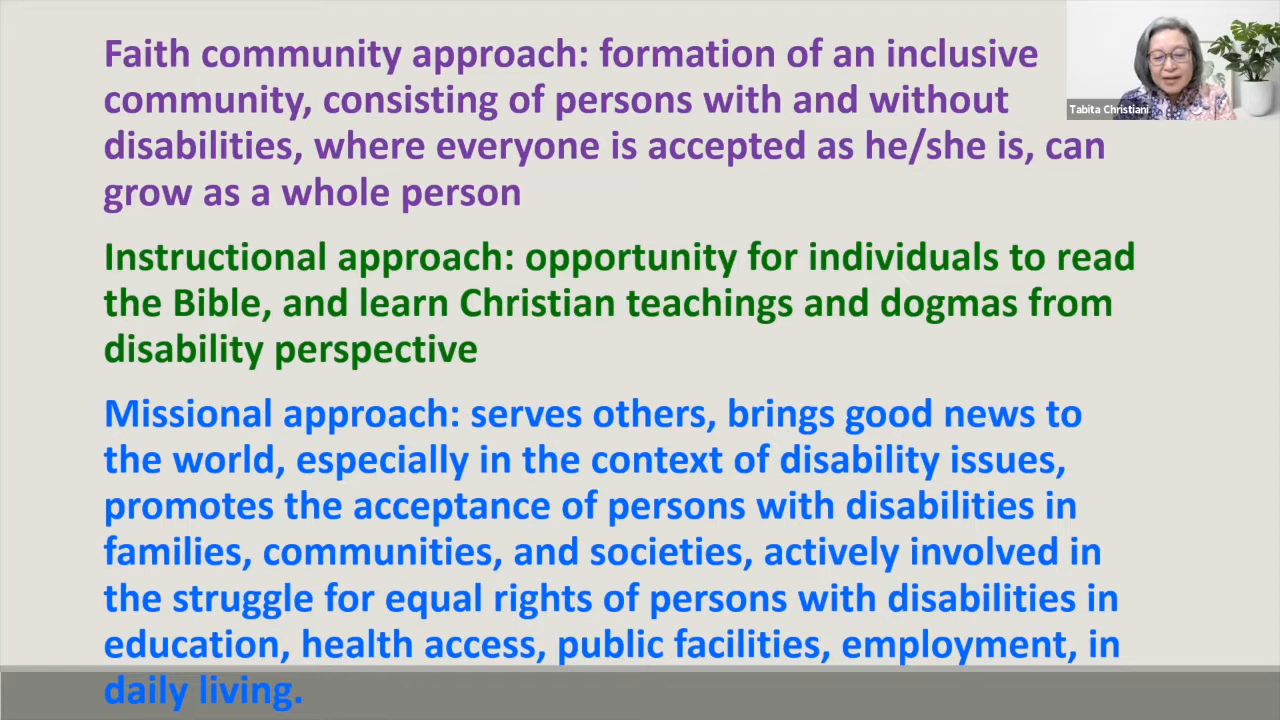 Faith community approach: formation of an inclusive
community, consisting of persons with and without
disabilities, where everyone is accepted as he/she is, can
grow as a whole person
Instructional approach: opportunity for individuals to read
the Bible, and learn Christian teachings and dogmas from
disability perspective
Missional approach: serves others, brings good news to
the world, especially in the context of disability issues,
promotes the acceptance of persons with disabilities in
families, communities, and societies, actively involved in
the struggle for equal rights of persons with disabilities in
education, health access, public facilities, employment, in
daily living.
Tabita Christiani